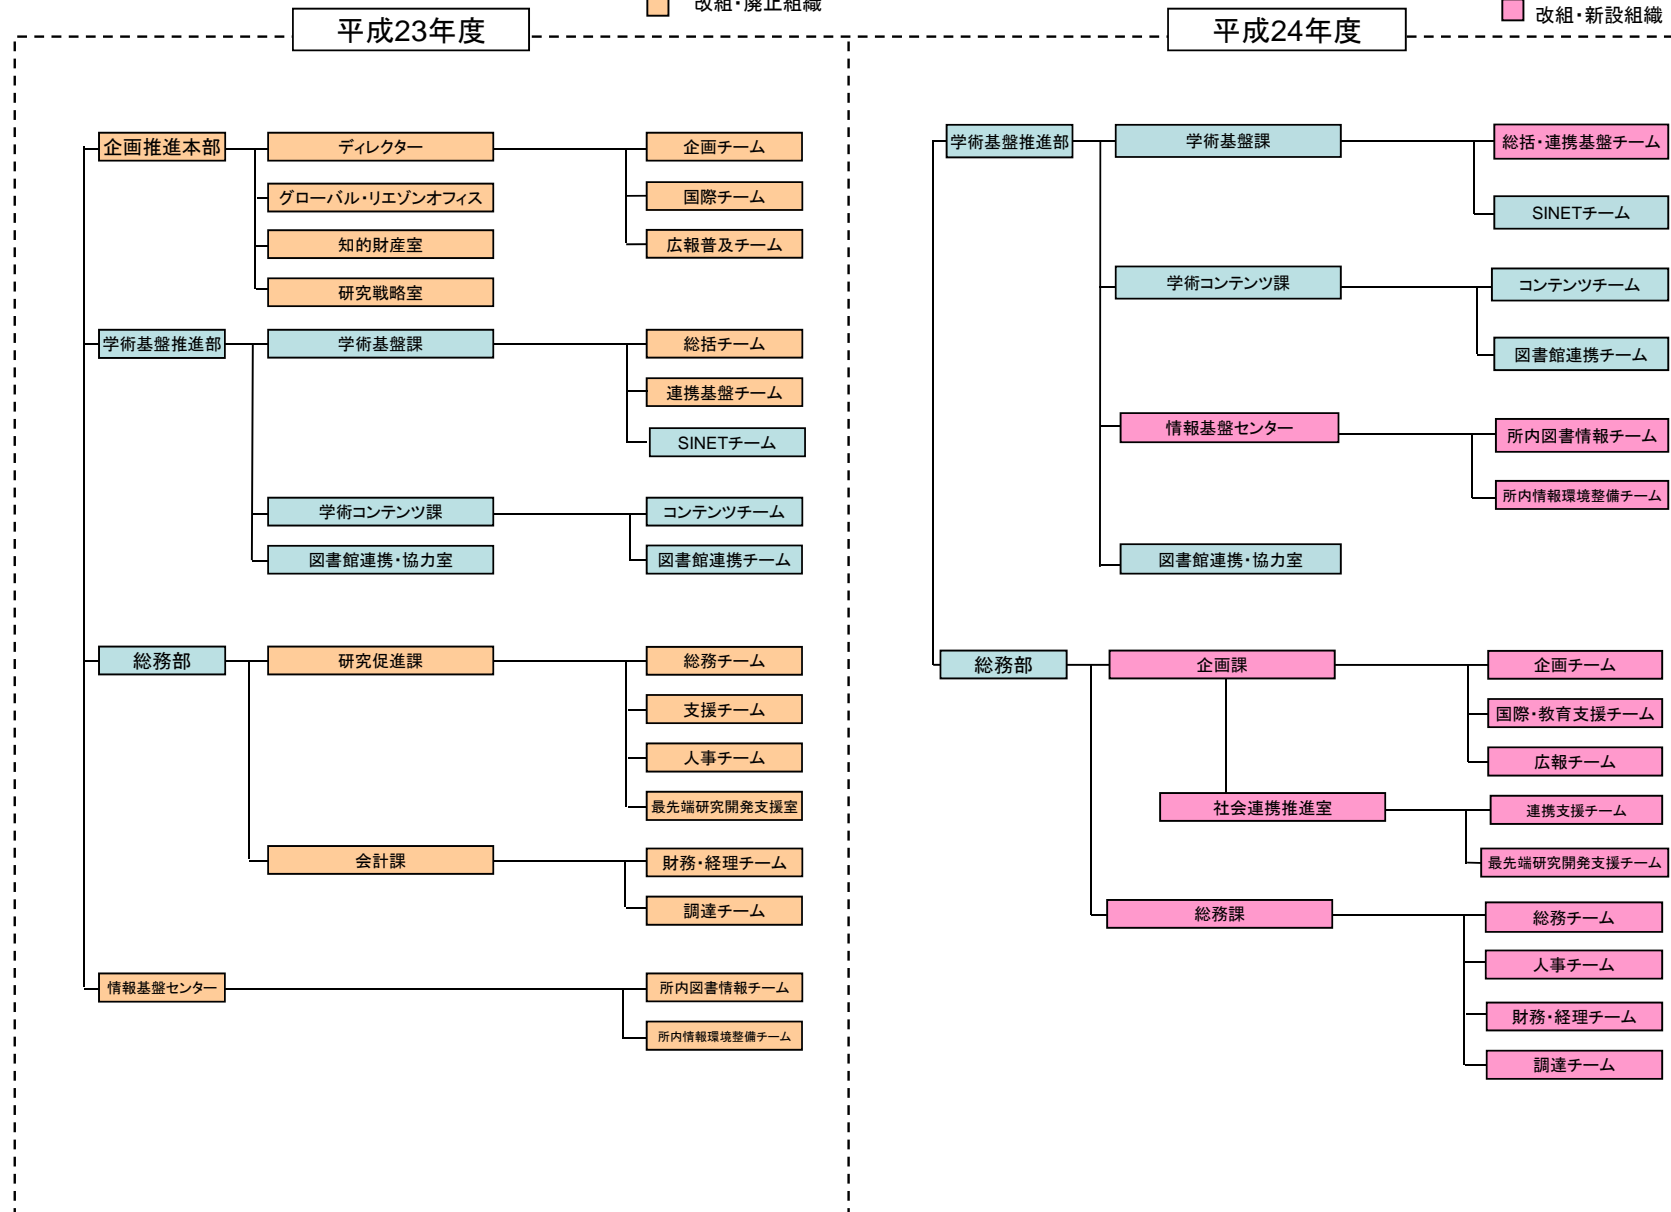 改組・廃止組織
改組・新設組織
平成23年度
企画推進本部
ディレクター
企画チーム
グローバル・リエゾンオフィス
国際チーム
知的財産室
広報普及チーム
研究戦略室
学術基盤推進部
学術基盤課
総括チーム
連携基盤チーム
SINETチーム
学術コンテンツ課
コンテンツチーム
図書館連携・協力室
図書館連携チーム
総務部
研究促進課
総務チーム
支援チーム
人事チーム
最先端研究開発支援室
会計課
財務・経理チーム
調達チーム
情報基盤センター
所内図書情報チーム
所内情報環境整備チーム
平成24年度
学術基盤推進部
学術基盤課
総括・連携基盤チーム
SINETチーム
学術コンテンツ課
コンテンツチーム
図書館連携チーム
情報基盤センター
所内図書情報チーム
所内情報環境整備チーム
図書館連携・協力室
総務部
企画課
企画チーム
国際・教育支援チーム
広報チーム
社会連携推進室
連携支援チーム
最先端研究開発支援チーム
総務課
総務チーム
人事チーム
財務・経理チーム
調達チーム